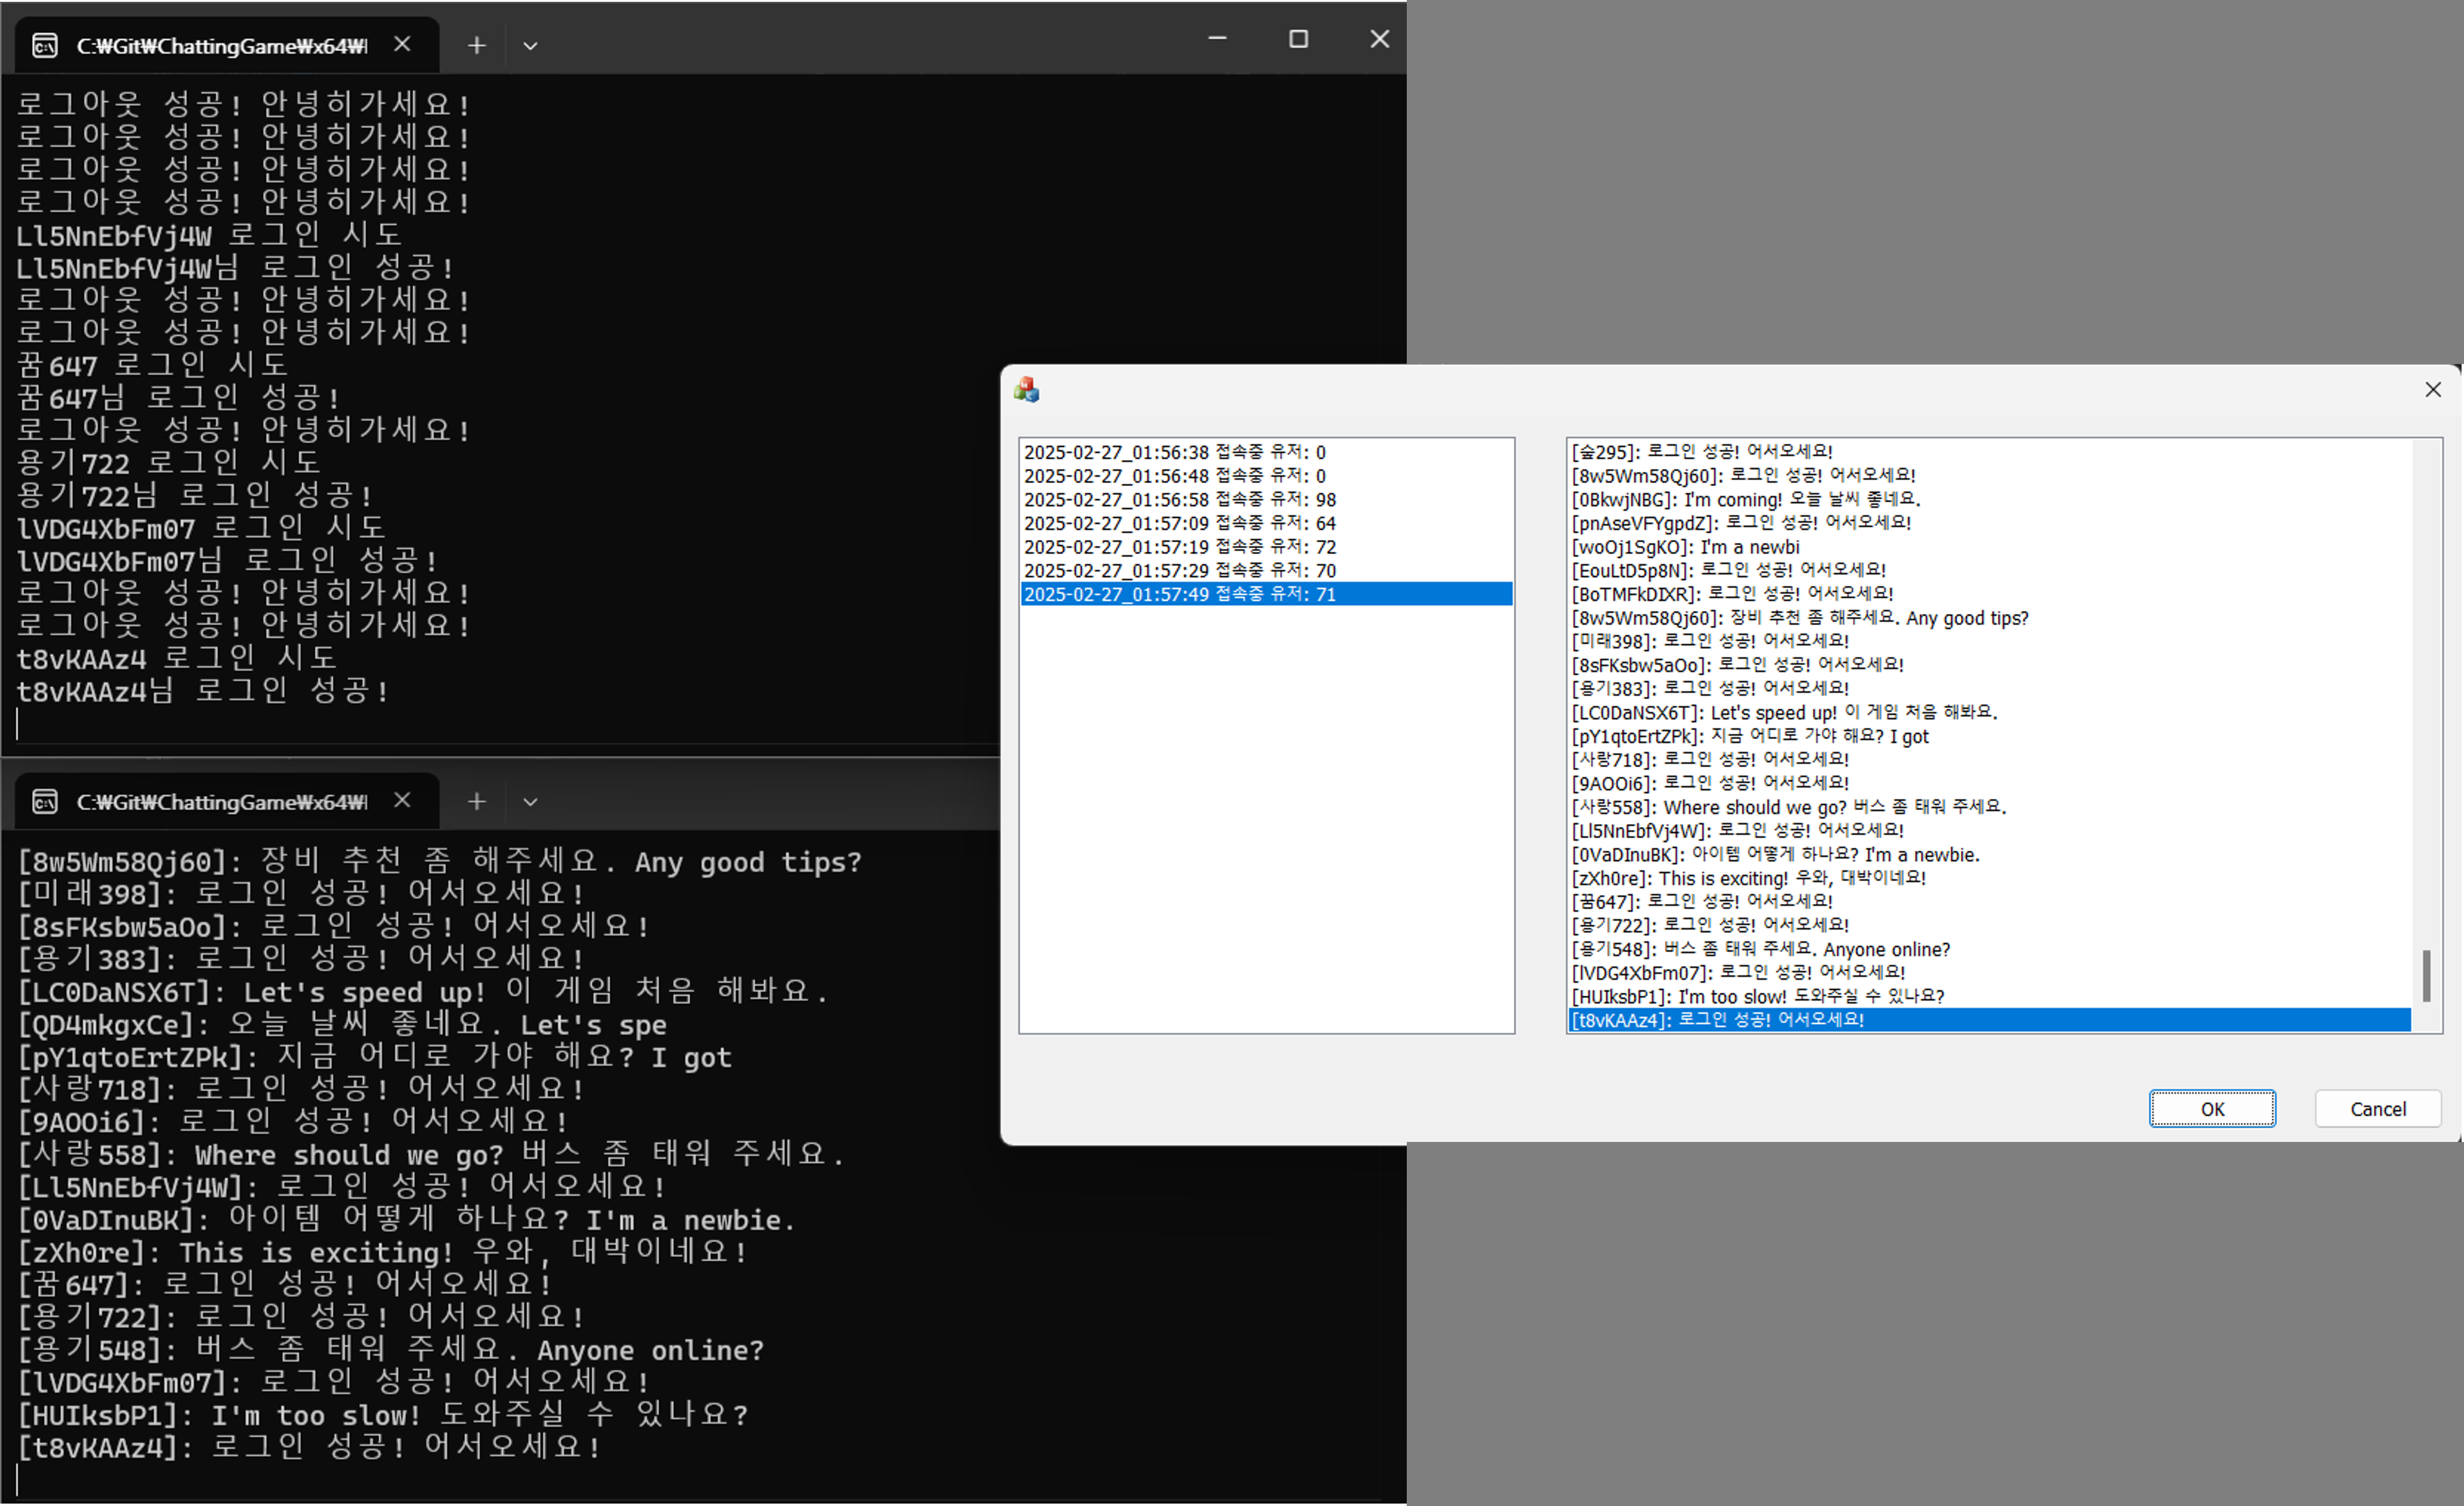 C:₩Git₩ChattingGame₩x64₩
로그아웃 성공! 안녕히가세요!
로그아웃 성공! 안녕히가세요!
로그아웃 성공! 안녕히가세요!
로그아웃 성공! 안녕히가세요!
Ll5NnEbfVj4W 로그인 시도
Ll5NnEbfVj4W님 로그인 성공!
로그아웃 성공! 안녕히가세요!
로그아웃 성공! 안녕히가세요!
꿈647 로그인 시도
꿈647님 로그인 성공!
로그아웃 성공! 안녕히가세요!
용기722 로그인 시도
용기722님 로그인 성공!
lVDG4XbFm07 로그인 시도
lVDG4XbFm07님 로그인 성공!
로그아웃 성공! 안녕히가세요!
로그아웃 성공! 안녕히가세요!
t8vKAAz4 로그인 시도
t8vKAAz4님 로그인 성공!
C:₩Git₩ChattingGame₩x64₩
[8w5Wm58Qj60]: 장비 추천 좀 해주세요. Any good tips?
[미래398]: 로그인 성공! 어서오세요!
[8sFKsbw5aOo]: 로그인 성공! 어서오세요!
[용기383]: 로그인 성공! 어서오세요!
[LC0DaNSX6T]: Let's speed up! 이 게임 처음 해봐요.
[QD4mkgxCe]: 오늘 날씨 좋네요. Let's spe
[pY1qtoErtZPk]: 지금 어디로 가야 해요? I got
[사랑718]: 로그인 성공! 어서오세요!
[9AOOi6]: 로그인 성공! 어서오세요!
[사랑558]: Where should we go? 버스 좀 태워 주세요.
[Ll5NnEbfVj4W]: 로그인 성공! 어서오세요!
[0VaDInuBK]: 아이템 어떻게 하나요? I'm a newbie.
[zXh0re]: This is exciting! 우와, 대박이네요!
[꿈647]: 로그인 성공! 어서오세요!
[용기722]: 로그인 성공! 어서오세요!
[용기548]: 버스 좀 태워 주세요. Anyone online?
[lVDG4XbFm07]: 로그인 성공! 어서오세요!
[HUIksbP1]: I'm too slow! 도와주실 수 있나요?
[t8vKAAz4]: 로그인 성공! 어서오세요!
2025-02-27_01:56:38 접속중 유저: 0
2025-02-27_01:56:48 접속중 유저: 0
2025-02-27_01:56:58 접속중 유저: 98
2025-02-27_01:57:09 접속중 유저: 64
2025-02-27_01:57:19 접속중 유저: 72
2025-02-27_01:57:29 접속중 유저: 70
2025-02-27_01:57:49 접속중 유저: 71
[숲295]: 로그인 성공! 어서오세요!
[8w5Wm58Qj60]: 로그인 성공! 어서오세요!
[0BkwjNBG]: I'm coming! 오늘 날씨 좋네요.
[pnAseVFYgpdZ]: 로그인 성공! 어서오세요!
[woOj1SgKO]: I'm a newbi
[EouLtD5p8N]: 로그인 성공! 어서오세요!
[BoTMFkDIXR]: 로그인 성공! 어서오세요!
[8w5Wm58Qj60]: 장비 추천 좀 해주세요. Any good tips?
[미래398]: 로그인 성공! 어서오세요!
[8sFKsbw5aOo]: 로그인 성공! 어서오세요!
[용기383]: 로그인 성공! 어서오세요!
[LC0DaNSX6T]: Let's speed up! 이 게임 처음 해봐요.
[pY1qtoErtZPk]: 지금 어디로 가야 해요? I got
[사랑718]: 로그인 성공! 어서오세요!
[9AOOi6]: 로그인 성공! 어서오세요!
[사랑558]: Where should we go? 버스 좀 태워 주세요.
[Ll5NnEbfVj4W]: 로그인 성공! 어서오세요!
[0VaDInuBK]: 아이템 어떻게 하나요? I'm a newbie.
[zXh0re]: This is exciting! 우와, 대박이네요!
[꿈647]: 로그인 성공! 어서오세요!
[용기722]: 로그인 성공! 어서오세요!
[용기548]: 버스 좀 태워 주세요. Anyone online?
[lVDG4XbFm07]: 로그인 성공! 어서오세요!
[HUIksbP1]: I'm too slow! 도와주실 수 있나요?
[t8vKAAz4]: 로그인 성공! 어서오세요!
OK
Cancel